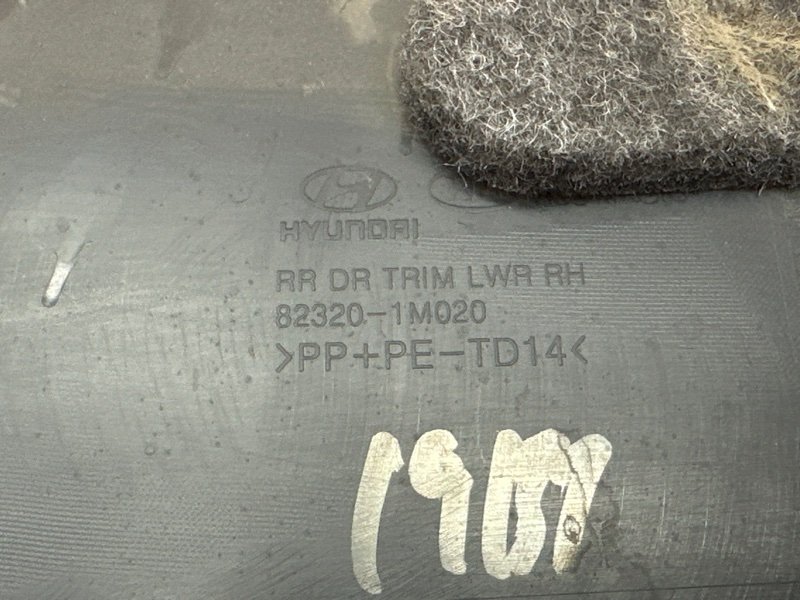 HYUNDAI
RR DR TRIM LWR RH
82320-1M020
>PP+PE-TD14<